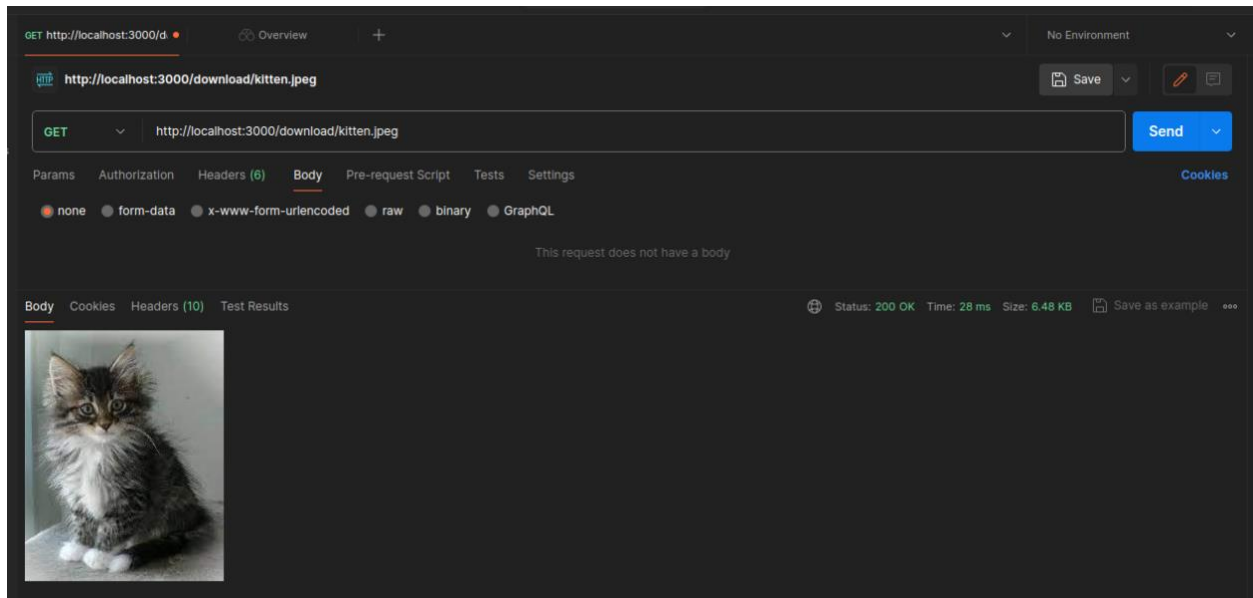 GET http://localhost:3000/d Overview + No Environment
HTTP http://localhost:3000/download/kitten.jpeg Save
GET http://localhost:3000/download/kitten.jpeg Send
Params Authorization Headers (6) Body Pre-request Script Tests Settings Cookies
none form-data x-www-form-urlencoded raw binary GraphQL
This request does not have a body
Body Cookies Headers (10) Test Results Status: 200 OK Time: 28 ms Size: 6.48 KB Save as example